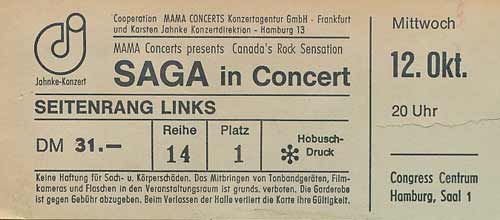 Cooperation MAMA CONCERTS Konzertagentur GmbH - Frankfurt
und Karsten Jahnke Konzertdirektion - Hamburg 13
MAMA Concerts presents Canada's Rock Sensation
Jahnke-Konzert
SAGA in Concert
SEITENRANG LINKS
DM 31.—
Reihe
14
Platz
1
Hobusch-
Druck
Keine Haftung für Sach- u. Körperschäden. Das Mitbringen von Tonbandgeräten, Film-
kameras und Flaschen in den Veranstaltungsraum ist grunds. verboten. Die Garderobe
ist gegen Gebühr abzugeben. Beim Verlassen der Halle verliert die Karte ihre Gültigkeit.
Mittwoch
12. Okt.
20 Uhr
Congress Centrum
Hamburg, Saal 1